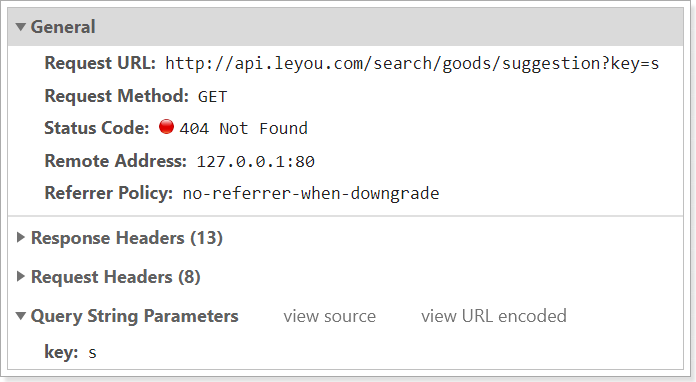 General
Request URL: http://api.leyou.com/search/goods/suggestion?key=s
Request Method: GET
Status Code: 404 Not Found
Remote Address: 127.0.0.1:80
Referrer Policy: no-referrer-when-downgrade
Response Headers (13)
Request Headers (8)
Query String Parameters view source view URL encoded
key: s